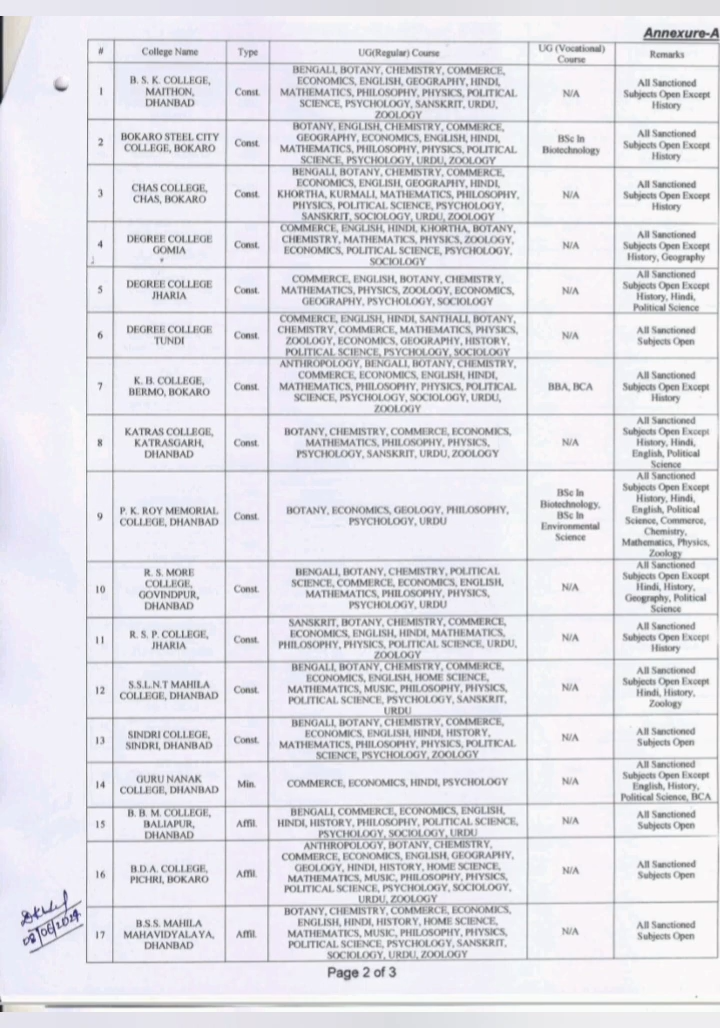 Annexure-A
# College Name Type UG(Regular) Course UG (Vocational) Course Remarks
1
B. S. K. COLLEGE,
MAITHON,
DHANBAD
Const.
BENGALI, BOTANY, CHEMISTRY, COMMERCE,
ECONOMICS, ENGLISH, GEOGRAPHY, HINDI,
MATHEMATICS, PHILOSOPHY, PHYSICS, POLITICAL
SCIENCE, PSYCHOLOGY, SANSKRIT, URDU,
ZOOLOGY
N/A
All Sanctioned
Subjects Open Except
History
2
BOKARO STEEL CITY
COLLEGE, BOKARO
Const.
BOTANY, ENGLISH, CHEMISTRY, COMMERCE,
GEOGRAPHY, ECONOMICS, ENGLISH, HINDI,
MATHEMATICS, PHILOSOPHY, PHYSICS, POLITICAL
SCIENCE, PSYCHOLOGY, URDU, ZOOLOGY
BSc In
Biotechnology
All Sanctioned
Subjects Open Except
History
3
CHAS COLLEGE,
CHAS, BOKARO
Const.
BENGALI, BOTANY, CHEMISTRY, COMMERCE,
ECONOMICS, ENGLISH, GEOGRAPHY, HINDI,
KHORTHA, KURMALI, MATHEMATICS, PHILOSOPHY,
PHYSICS, POLITICAL SCIENCE, PSYCHOLOGY,
SANSKRIT, SOCIOLOGY, URDU, ZOOLOGY
N/A
All Sanctioned
Subjects Open Except
History
4
DEGREE COLLEGE
GOMIA
Const.
COMMERCE, ENGLISH, HINDI, KHORTHA, BOTANY,
CHEMISTRY, MATHEMATICS, PHYSICS, ZOOLOGY,
ECONOMICS, POLITICAL SCIENCE, PSYCHOLOGY,
SOCIOLOGY
N/A
All Sanctioned
Subjects Open Except
History, Geography
5
DEGREE COLLEGE
JHARIA
Const.
COMMERCE, ENGLISH, BOTANY, CHEMISTRY,
MATHEMATICS, PHYSICS, ZOOLOGY, ECONOMICS,
GEOGRAPHY, PSYCHOLOGY, SOCIOLOGY
N/A
All Sanctioned
Subjects Open Except
History, Hindi,
Political Science
6
DEGREE COLLEGE
TUNDI
Const.
COMMERCE, ENGLISH, HINDI, SANTHALI, BOTANY,
CHEMISTRY, COMMERCE, MATHEMATICS, PHYSICS,
ZOOLOGY, ECONOMICS, GEOGRAPHY, HISTORY,
POLITICAL SCIENCE, PSYCHOLOGY, SOCIOLOGY
N/A
All Sanctioned
Subjects Open
7
K. B. COLLEGE,
BERMO, BOKARO
Const.
ANTHROPOLOGY, BENGALI, BOTANY, CHEMISTRY,
COMMERCE, ECONOMICS, ENGLISH, HINDI,
MATHEMATICS, PHILOSOPHY, PHYSICS, POLITICAL
SCIENCE, PSYCHOLOGY, SOCIOLOGY, URDU,
ZOOLOGY
BBA, BCA
All Sanctioned
Subjects Open Except
History
8
KATRAS COLLEGE,
KATRASGARH,
DHANBAD
Const.
BOTANY, CHEMISTRY, COMMERCE, ECONOMICS,
MATHEMATICS, PHILOSOPHY, PHYSICS,
PSYCHOLOGY, SANSKRIT, URDU, ZOOLOGY
N/A
All Sanctioned
Subjects Open Except
History, Hindi,
English, Political
Science
9
P. K. ROY MEMORIAL
COLLEGE, DHANBAD
Const.
BOTANY, ECONOMICS, GEOLOGY, PHILOSOPHY,
PSYCHOLOGY, URDU
BSc In
Biotechnology,
BSc In
Environmental
Science
All Sanctioned
Subjects Open Except
History, Hindi,
English, Political
Science, Commerce,
Chemistry,
Mathematics, Physics,
Zoology
10
R. S. MORE
COLLEGE,
GOVINDPUR,
DHANBAD
Const.
BENGALI, BOTANY, CHEMISTRY, POLITICAL
SCIENCE, COMMERCE, ECONOMICS, ENGLISH,
MATHEMATICS, PHILOSOPHY, PHYSICS,
PSYCHOLOGY, URDU
N/A
All Sanctioned
Subjects Open Except
Hindi, History,
Geography, Political
Science
11
R. S. P. COLLEGE,
JHARIA
Const.
SANSKRIT, BOTANY, CHEMISTRY, COMMERCE,
ECONOMICS, ENGLISH, HINDI, MATHEMATICS,
PHILOSOPHY, PHYSICS, POLITICAL SCIENCE, URDU,
ZOOLOGY
N/A
All Sanctioned
Subjects Open Except
History
12
S.S.L.N.T MAHILA
COLLEGE, DHANBAD
Const.
BENGALI, BOTANY, CHEMISTRY, COMMERCE,
ECONOMICS, ENGLISH, HOME SCIENCE,
MATHEMATICS, MUSIC, PHILOSOPHY, PHYSICS,
POLITICAL SCIENCE, PSYCHOLOGY, SANSKRIT,
URDU
N/A
All Sanctioned
Subjects Open Except
Hindi, History,
Zoology
13
SINDRI COLLEGE,
SINDRI, DHANBAD
Const.
BENGALI, BOTANY, CHEMISTRY, COMMERCE,
ECONOMICS, ENGLISH, HINDI, HISTORY,
MATHEMATICS, PHILOSOPHY, PHYSICS, POLITICAL
SCIENCE, PSYCHOLOGY, ZOOLOGY
N/A
All Sanctioned
Subjects Open
14
GURU NANAK
COLLEGE, DHANBAD
Min.
COMMERCE, ECONOMICS, HINDI, PSYCHOLOGY
N/A
All Sanctioned
Subjects Open Except
English, History,
Political Science, BCA
15
B. B. M. COLLEGE,
BALIAPUR,
DHANBAD
Affil.
BENGALI, COMMERCE, ECONOMICS, ENGLISH,
HINDI, HISTORY, PHILOSOPHY, POLITICAL SCIENCE,
PSYCHOLOGY, SOCIOLOGY, URDU
N/A
All Sanctioned
Subjects Open
16
B.D.A. COLLEGE,
PICHRI, BOKARO
Affil.
ANTHROPOLOGY, BOTANY, CHEMISTRY,
COMMERCE, ECONOMICS, ENGLISH, GEOGRAPHY,
GEOLOGY, HINDI, HISTORY, HOME SCIENCE,
MATHEMATICS, MUSIC, PHILOSOPHY, PHYSICS,
POLITICAL SCIENCE, PSYCHOLOGY, SOCIOLOGY,
URDU, ZOOLOGY
N/A
All Sanctioned
Subjects Open
17
B.S.S. MAHILA
MAHAVIDYALAYA,
DHANBAD
Affil.
BOTANY, CHEMISTRY, COMMERCE, ECONOMICS,
ENGLISH, HINDI, HISTORY, HOME SCIENCE,
MATHEMATICS, MUSIC, PHILOSOPHY, PHYSICS,
POLITICAL SCIENCE, PSYCHOLOGY, SANSKRIT,
SOCIOLOGY, URDU, ZOOLOGY
N/A
All Sanctioned
Subjects Open
08/06/2024
Page 2 of 3